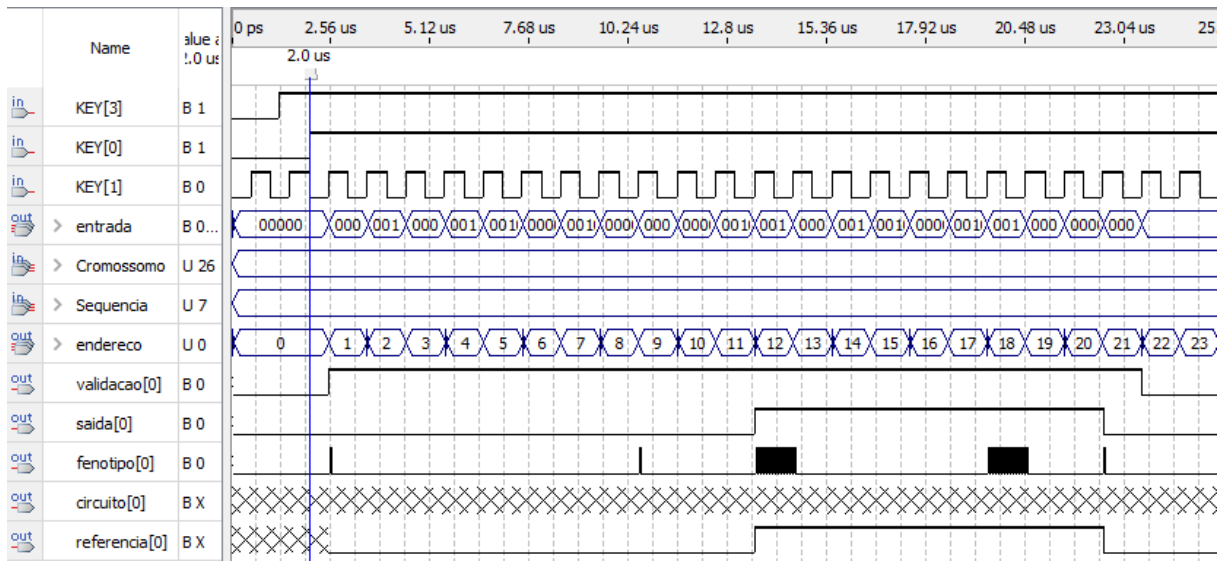 Name
0 ps 2.56 us 5.12 us 7.68 us 10.24 us 12.8 us 15.36 us 17.92 us 20.48 us 23.04 us 25.
2.0 us
in KEY[3] B 1
in KEY[0] B 1
in KEY[1] B 0
out > entrada B 0... 00000 000 001 000 001 001 000 001 000 000 000 001 001 000 001 001 000 001 001 000 000 000
in > Cromossomo U 26
in > Sequencia U 7
out > endereco U 0 0 1 2 3 4 5 6 7 8 9 10 11 12 13 14 15 16 17 18 19 20 21 22 23
out validacao[0] B 0
out saida[0] B 0
out fenotipo[0] B 0
out circuito[0] B X
out referencia[0] B X